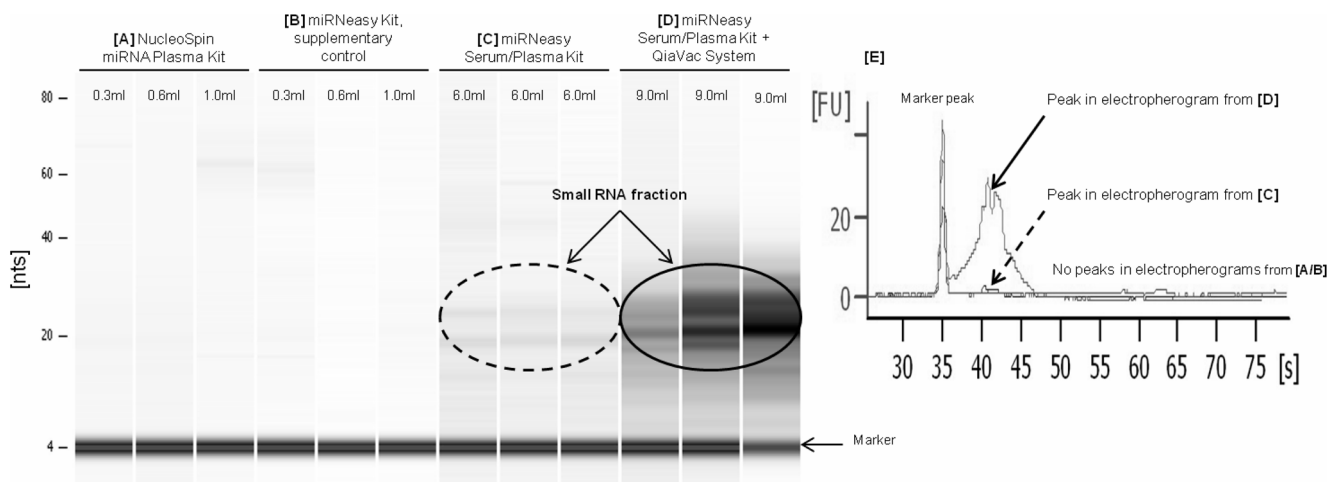 [A] NucleoSpin
miRNA Plasma Kit
[B] miRNeasy Kit,
supplementary
control
[C] miRNeasy
Serum/Plasma Kit
[D] miRNeasy
Serum/Plasma Kit +
QiaVac System
0.3ml 0.6ml 1.0ml 0.3ml 0.6ml 1.0ml 6.0ml 6.0ml 6.0ml 9.0ml 9.0ml 9.0ml
[nts]
80
60
40
20
4
Small RNA fraction
Marker
[E]
[FU]
20
0
Marker peak
Peak in electropherogram from [D]
Peak in electropherogram from [C]
No peaks in electropherograms from [A/B]
30 35 40 45 50 55 60 65 70 75 [s]